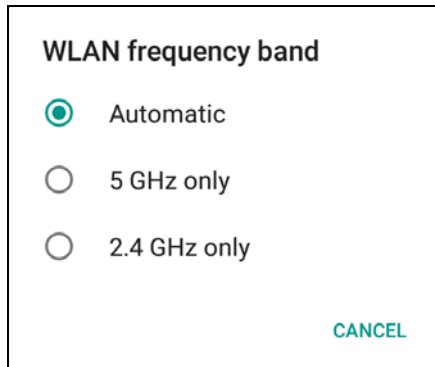 WLAN frequency band
Automatic
5 GHz only
2.4 GHz only
CANCEL